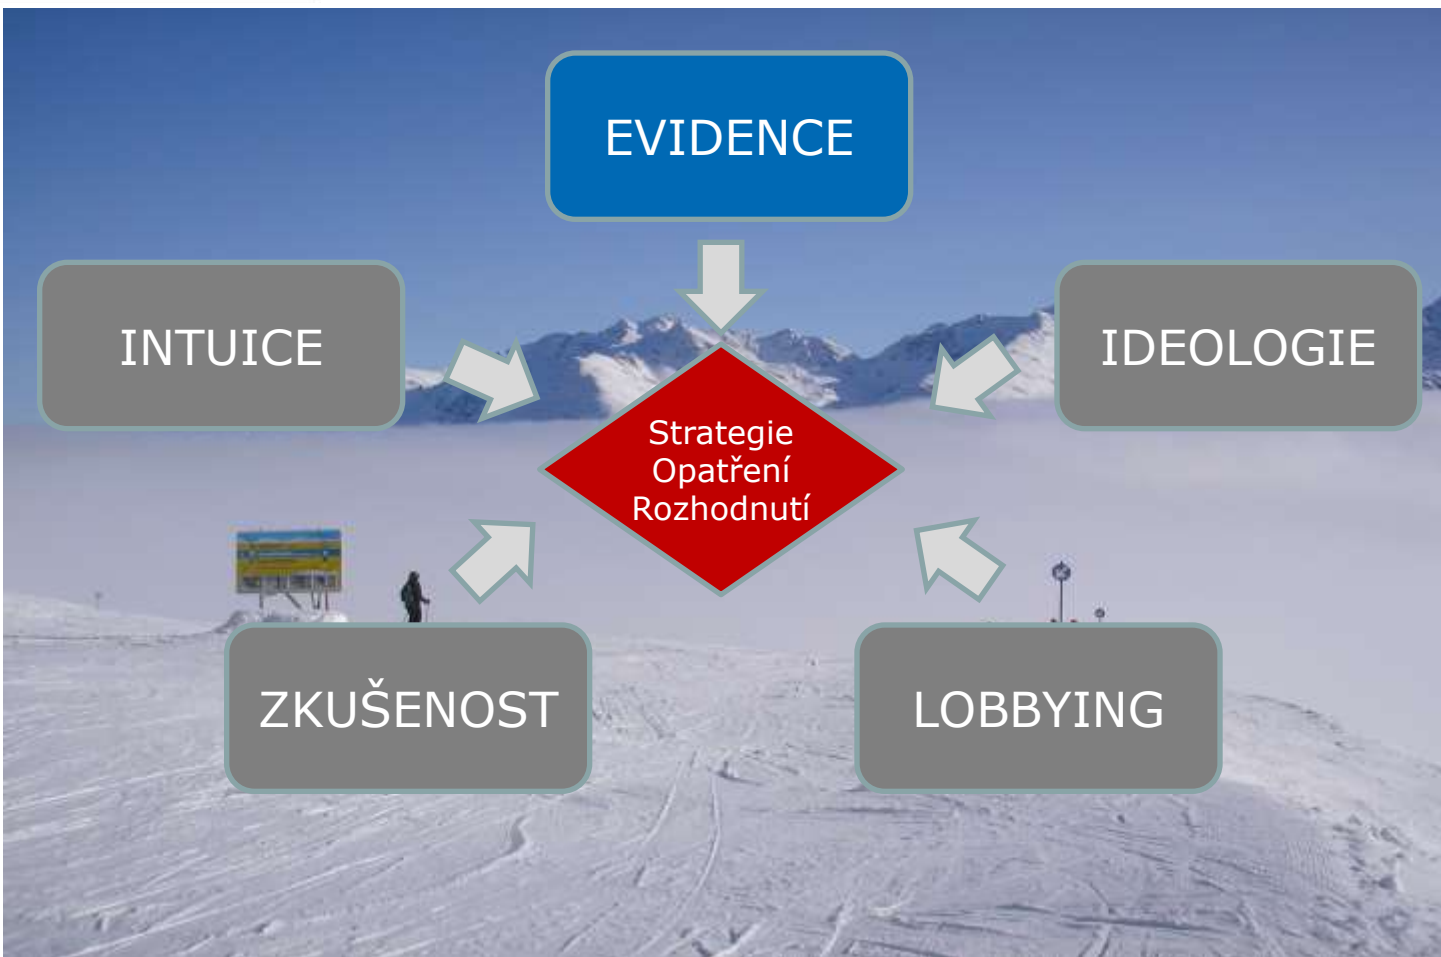 EVIDENCE
INTUICE
IDEOLOGIE
Strategie
Opatření
Rozhodnutí
ZKUŠENOST
LOBBYING